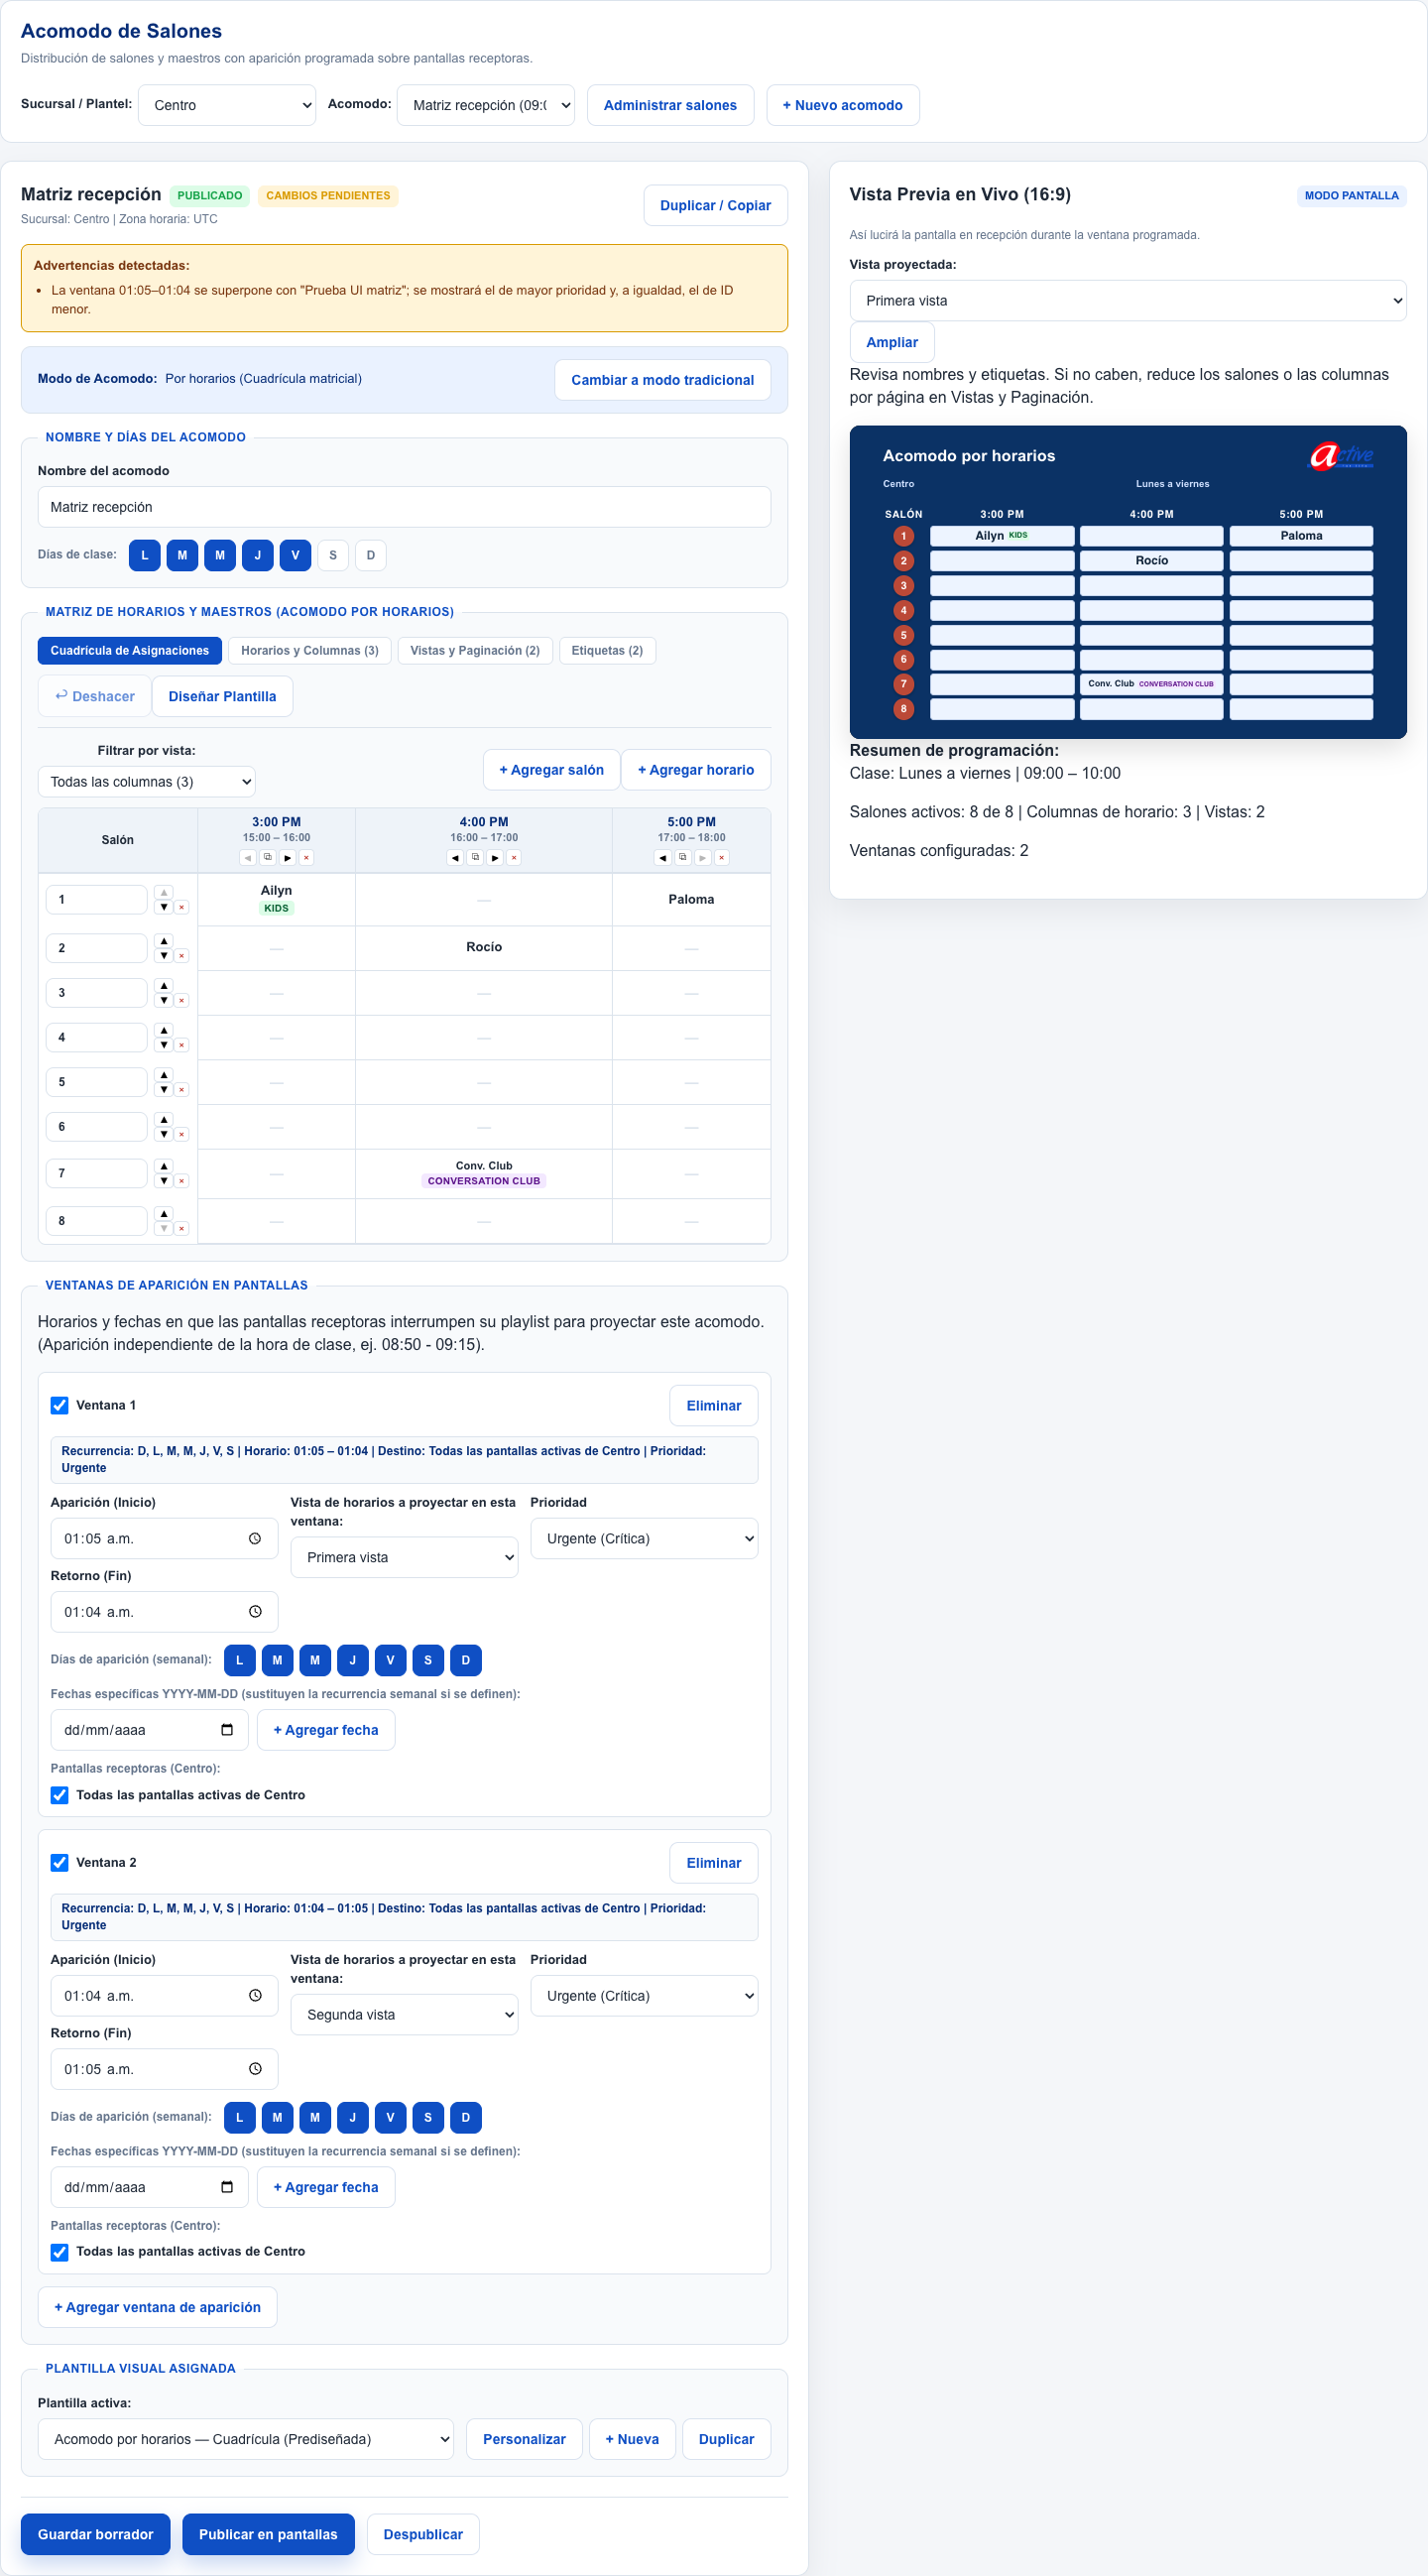 Acomodo de Salones
Distribución de salones y maestros con aparición programada sobre pantallas receptoras.
Sucursal / Plantel: Centro Acomodo: Matriz recepción (09:0 Administrar salones + Nuevo acomodo
Matriz recepción PUBLICADO CAMBIOS PENDIENTES
Sucursal: Centro | Zona horaria: UTC
Duplicar / Copiar
Advertencias detectadas:
• La ventana 01:05–01:04 se superpone con "Prueba UI matriz"; se mostrará el de mayor prioridad y, a igualdad, el de ID
menor.
Modo de Acomodo: Por horarios (Cuadrícula matricial) Cambiar a modo tradicional
NOMBRE Y DÍAS DEL ACOMODO
Nombre del acomodo
Matriz recepción
Días de clase: L M M J V S D
MATRIZ DE HORARIOS Y MAESTROS (ACOMODO POR HORARIOS)
Cuadrícula de Asignaciones Horarios y Columnas (3) Vistas y Paginación (2) Etiquetas (2)
↩ Deshacer Diseñar Plantilla
Filtrar por vista:
Todas las columnas (3) + Agregar salón + Agregar horario
Salón 3:00 PM 4:00 PM 5:00 PM
15:00 – 16:00 16:00 – 17:00 17:00 – 18:00
◀ ⧉ ▶ × ◀ ⧉ ▶ × ◀ ⧉ ▶ ×
1 ▲ ▼ × Ailyn — Paloma
KIDS
2 ▲ ▼ × — Rocío —
3 ▲ ▼ × — — —
4 ▲ ▼ × — — —
5 ▲ ▼ × — — —
6 ▲ ▼ × — — —
7 ▲ ▼ × — Conv. Club —
CONVERSATION CLUB
8 ▲ ▼ × — — —
VENTANAS DE APARICIÓN EN PANTALLAS
Horarios y fechas en que las pantallas receptoras interrumpen su playlist para proyectar este acomodo.
(Aparición independiente de la hora de clase, ej. 08:50 - 09:15).
Ventana 1 Eliminar
Recurrencia: D, L, M, M, J, V, S | Horario: 01:05 – 01:04 | Destino: Todas las pantallas activas de Centro | Prioridad:
Urgente
Aparición (Inicio)
01:05 a.m.
Retorno (Fin)
01:04 a.m.
Vista de horarios a proyectar en esta
ventana:
Primera vista
Prioridad
Urgente (Crítica)
Días de aparición (semanal): L M M J V S D
Fechas específicas YYYY-MM-DD (sustituyen la recurrencia semanal si se definen):
dd/mm/aaaa + Agregar fecha
Pantallas receptoras (Centro):
Todas las pantallas activas de Centro
Ventana 2 Eliminar
Recurrencia: D, L, M, M, J, V, S | Horario: 01:04 – 01:05 | Destino: Todas las pantallas activas de Centro | Prioridad:
Urgente
Aparición (Inicio)
01:04 a.m.
Retorno (Fin)
01:05 a.m.
Vista de horarios a proyectar en esta
ventana:
Segunda vista
Prioridad
Urgente (Crítica)
Días de aparición (semanal): L M M J V S D
Fechas específicas YYYY-MM-DD (sustituyen la recurrencia semanal si se definen):
dd/mm/aaaa + Agregar fecha
Pantallas receptoras (Centro):
Todas las pantallas activas de Centro
+ Agregar ventana de aparición
PLANTILLA VISUAL ASIGNADA
Plantilla activa:
Acomodo por horarios — Cuadrícula (Prediseñada) Personalizar + Nueva Duplicar
Guardar borrador Publicar en pantallas Despublicar
Vista Previa en Vivo (16:9) MODO PANTALLA
Así lucirá la pantalla en recepción durante la ventana programada.
Vista proyectada:
Primera vista
Ampliar
Revisa nombres y etiquetas. Si no caben, reduce los salones o las columnas
por página en Vistas y Paginación.
Acomodo por horarios active
Centro Lunes a viernes
SALÓN 3:00 PM 4:00 PM 5:00 PM
1 Ailyn KIDS Paloma
2 Rocío
3
4
5
6
7 Conv. Club CONVERSATION CLUB
8
Resumen de programación:
Clase: Lunes a viernes | 09:00 – 10:00
Salones activos: 8 de 8 | Columnas de horario: 3 | Vistas: 2
Ventanas configuradas: 2